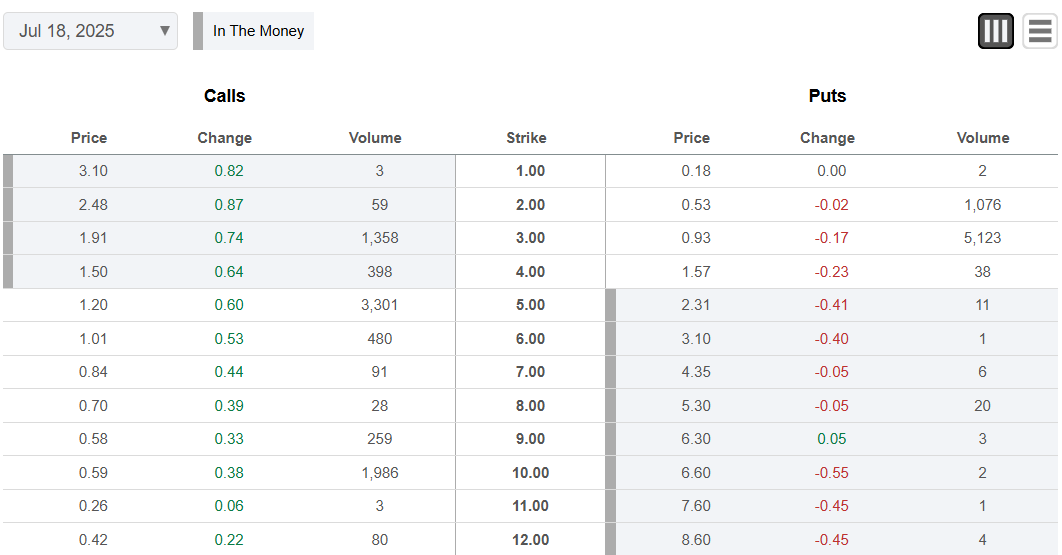 Jul 18, 2025 ▼ In The Money
Calls Puts
Price Change Volume Strike Price Change Volume
3.10 0.82 3 1.00 0.18 0.00 2
2.48 0.87 59 2.00 0.53 -0.02 1,076
1.91 0.74 1,358 3.00 0.93 -0.17 5,123
1.50 0.64 398 4.00 1.57 -0.23 38
1.20 0.60 3,301 5.00 2.31 -0.41 11
1.01 0.53 480 6.00 3.10 -0.40 1
0.84 0.44 91 7.00 4.35 -0.05 6
0.70 0.39 28 8.00 5.30 -0.05 20
0.58 0.33 259 9.00 6.30 0.05 3
0.59 0.38 1,986 10.00 6.60 -0.55 2
0.26 0.06 3 11.00 7.60 -0.45 1
0.42 0.22 80 12.00 8.60 -0.45 4